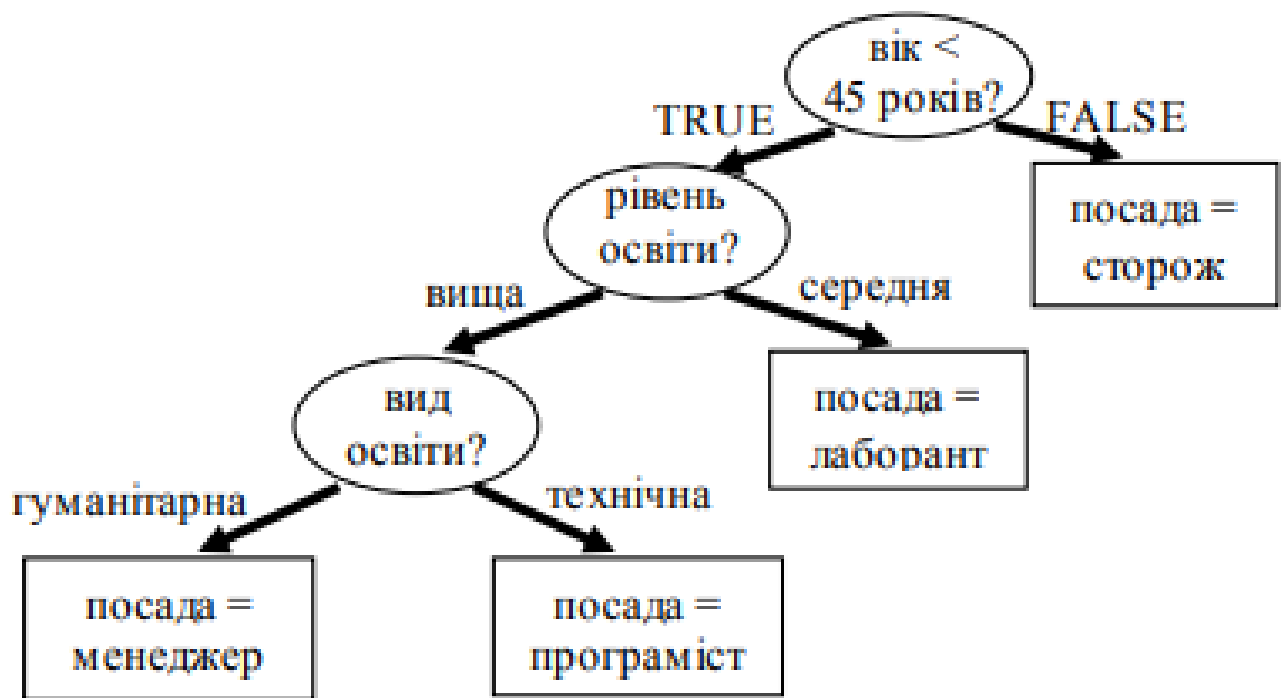 вік <
45 років?
TRUE
FALSE
рівень
освіти?
посада =
сторож
вища
середня
вид
освіти?
посада =
лаборант
гуманітарна
технічна
посада =
менеджер
посада =
програміст